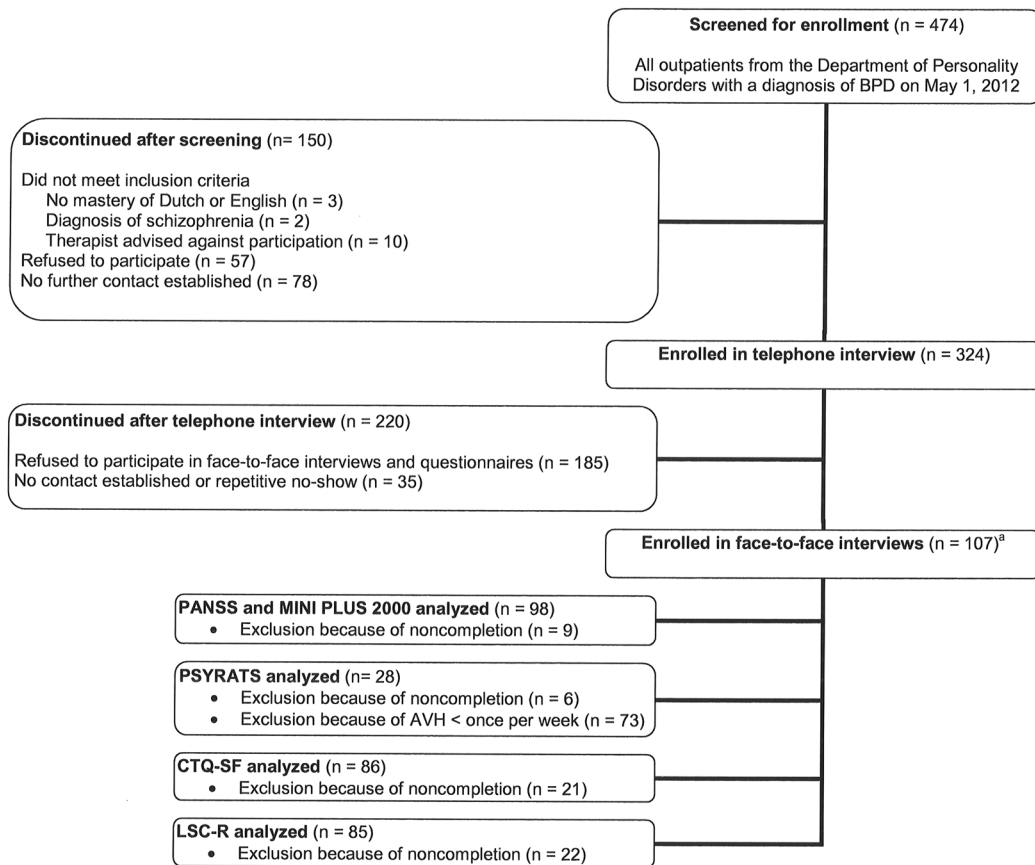 Screened for enrollment (n = 474)
All outpatients from the Department of Personality
Disorders with a diagnosis of BPD on May 1, 2012
Discontinued after screening (n= 150)
Did not meet inclusion criteria
No mastery of Dutch or English (n = 3)
Diagnosis of schizophrenia (n = 2)
Therapist advised against participation (n = 10)
Refused to participate (n = 57)
No further contact established (n = 78)
Enrolled in telephone interview (n = 324)
Discontinued after telephone interview (n = 220)
Refused to participate in face-to-face interviews and questionnaires (n = 185)
No contact established or repetitive no-show (n = 35)
Enrolled in face-to-face interviews (n = 107)ᵃ
PANSS and MINI PLUS 2000 analyzed (n = 98)
• Exclusion because of noncompletion (n = 9)
PSYRATS analyzed (n= 28)
• Exclusion because of noncompletion (n = 6)
• Exclusion because of AVH < once per week (n = 73)
CTQ-SF analyzed (n = 86)
• Exclusion because of noncompletion (n = 21)
LSC-R analyzed (n = 85)
• Exclusion because of noncompletion (n = 22)